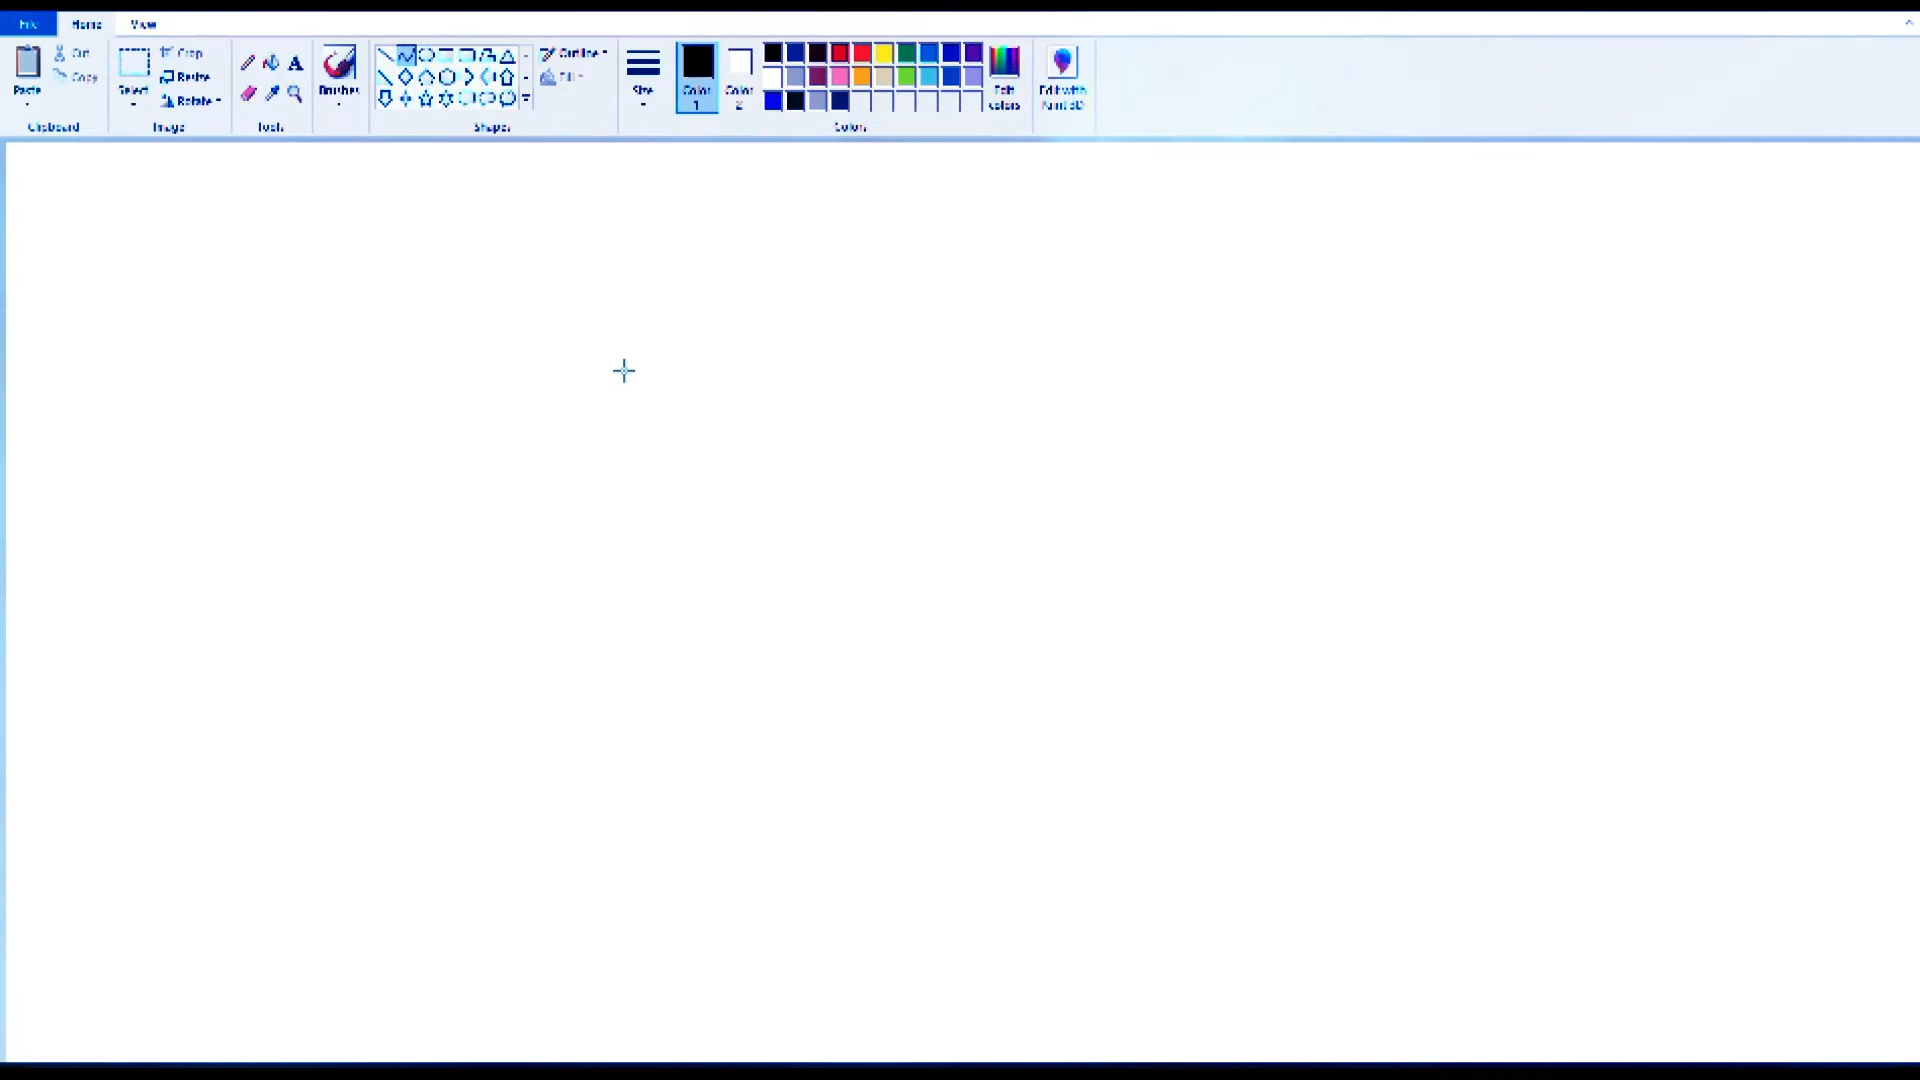 File Home View
Cut
Copy
Paste
Crop
Resize
Rotate
Select
Brushes
Outline
Fill
Size
Color
1
Color
2
Edit
colors
Edit with
Paint 3D
Clipboard Image Tools Shapes Colors